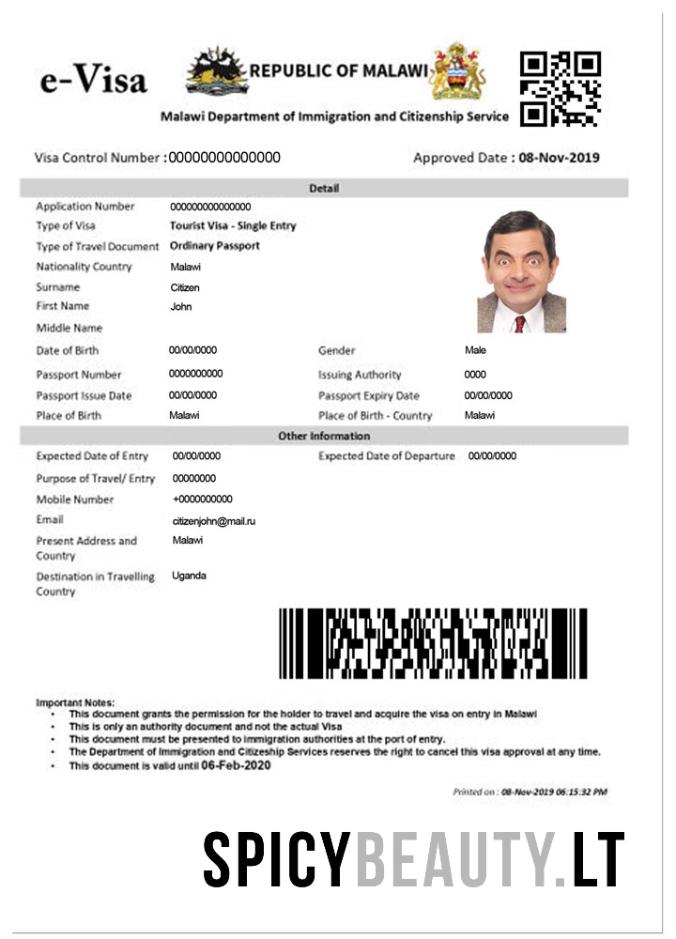 e-Visa
REPUBLIC OF MALAWI
Malawi Department of Immigration and Citizenship Service
Visa Control Number :00000000000000 Approved Date : 08-Nov-2019
Detail
Application Number 000000000000000
Type of Visa Tourist Visa - Single Entry
Type of Travel Document Ordinary Passport
Nationality Country Malawi
Surname Citizen
First Name John
Middle Name
Date of Birth 00/00/0000 Gender Male
Passport Number 0000000000 Issuing Authority 0000
Passport Issue Date 00/00/0000 Passport Expiry Date 00/00/0000
Place of Birth Malawi Place of Birth - Country Malawi
Other Information
Expected Date of Entry 00/00/0000 Expected Date of Departure 00/00/0000
Purpose of Travel/ Entry 00000000
Mobile Number +0000000000
Email citizenjohn@mail.ru
Present Address and Malawi
Country
Destination in Travelling Uganda
Country
Important Notes:
• This document grants the permission for the holder to travel and acquire the visa on entry in Malawi
• This is only an authority document and not the actual Visa
• This document must be presented to immigration authorities at the port of entry.
• The Department of Immigration and Citizeship Services reserves the right to cancel this visa approval at any time.
• This document is valid until 06-Feb-2020
Printed on : 08-Nov-2019 06:15:32 PM
SPICYBEAUTY.LT